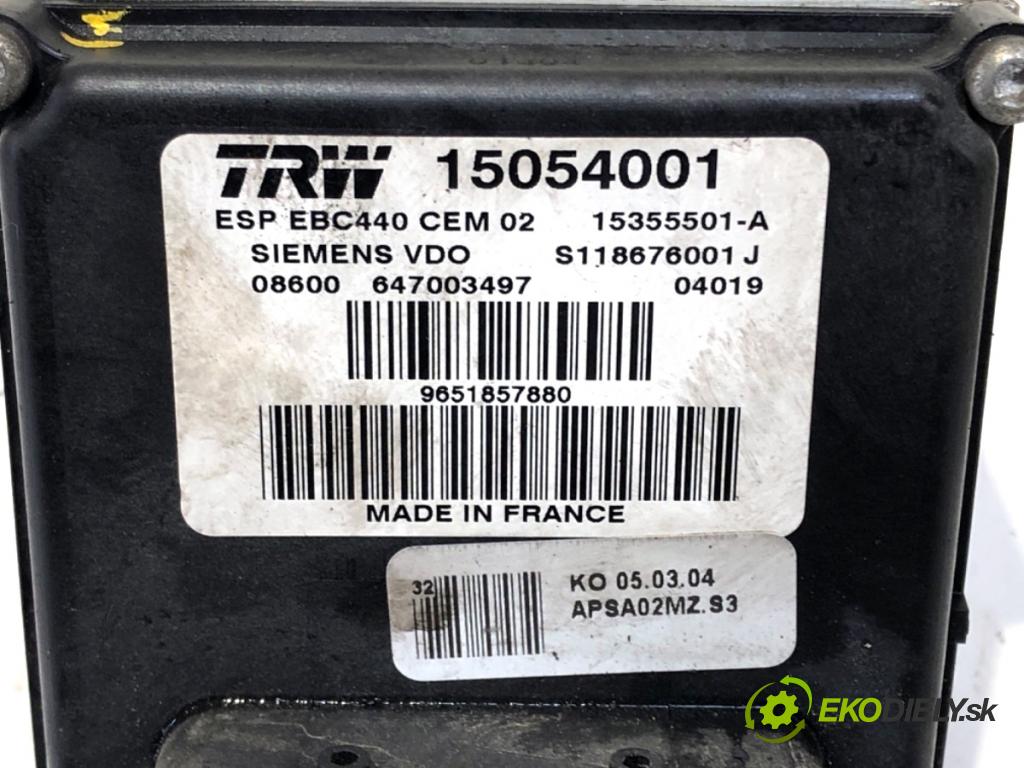 TRW 15054001
ESP EBC440 CEM 02 15355501-A
SIEMENS VDO S118676001 J
08600 647003497 04019
9651857880
MADE IN FRANCE
32 KO 05.03.04
APSA02MZ.S3
EKODIELY.sk